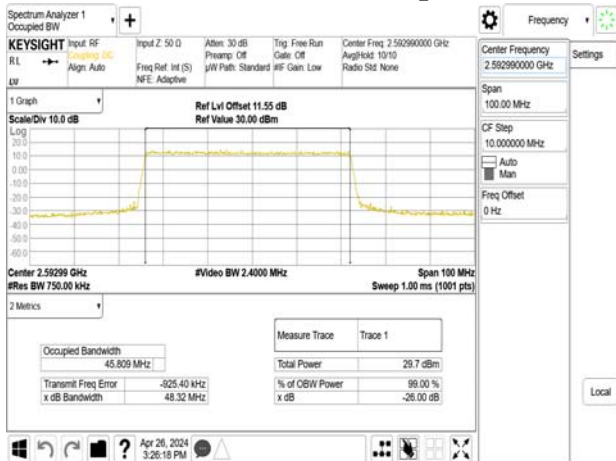 Spectrum Analyzer 1
Occupied BW
Frequency
KEYSIGHT
RL
Input: RF
Coupling: DC
Align: Auto
Input Z: 50 Ω
Freq Ref: Int (S)
NFE: Adaptive
Atten: 30 dB
Preamp: Off
µW Path: Standard
Trig: Free Run
Gate: Off
#IF Gain: Low
Center Freq: 2.592990000 GHz
Avg|Hold: 10/10
Radio Std: None
Center Frequency
2.592990000 GHz
Settings
Span
100.00 MHz
CF Step
10.000000 MHz
Auto
Man
Freq Offset
0 Hz
Local
1 Graph
Scale/Div 10.0 dB
Ref Lvl Offset 11.55 dB
Ref Value 30.00 dBm
Log
20.0
10.0
0.00
-10.0
-20.0
-30.0
-40.0
-50.0
-60.0
Center 2.59299 GHz
#Video BW 2.4000 MHz
Span 100 MHz
#Res BW 750.00 kHz
Sweep 1.00 ms (1001 pts)
2 Metrics
Measure Trace
Trace 1
Occupied Bandwidth
45.809 MHz
Total Power
29.7 dBm
Transmit Freq Error
-925.40 kHz
% of OBW Power
99.00 %
x dB Bandwidth
48.32 MHz
x dB
-26.00 dB
?
Apr 26, 2024
3:26:18 PM